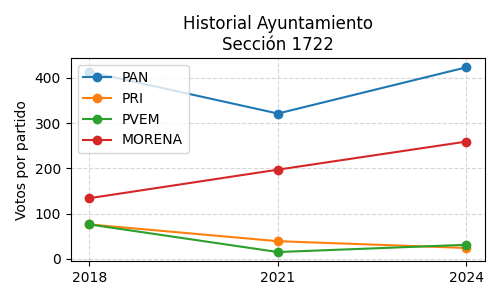 Historial Ayuntamiento
Sección 1722
Votos por partido
400
300
200
100
0
PAN
PRI
PVEM
MORENA
2018
2021
2024